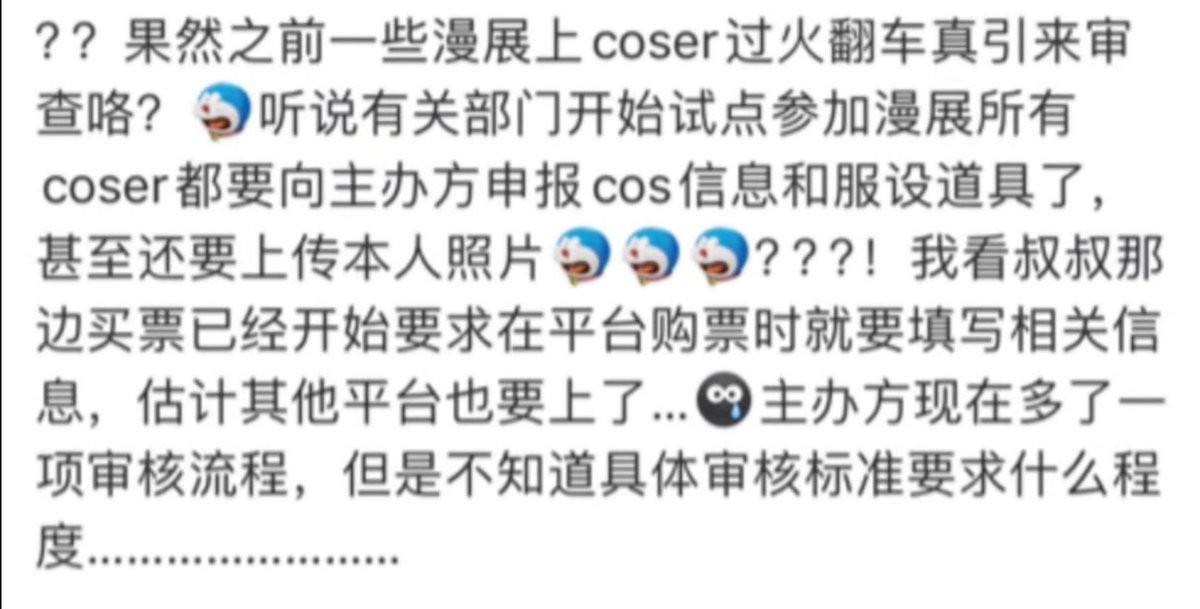 ？？果然之前一些漫展上coser过火翻车真引来审
查咯？听说有关部门开始试点参加漫展所有
coser都要向主办方申报cos信息和服设道具了，
甚至还要上传本人照片？？？！我看叔叔那
边买票已经开始要求在平台购票时就要填写相关信
息，估计其他平台也要上了...主办方现在多了一
项审核流程，但是不知道具体审核标准要求什么程
度........................